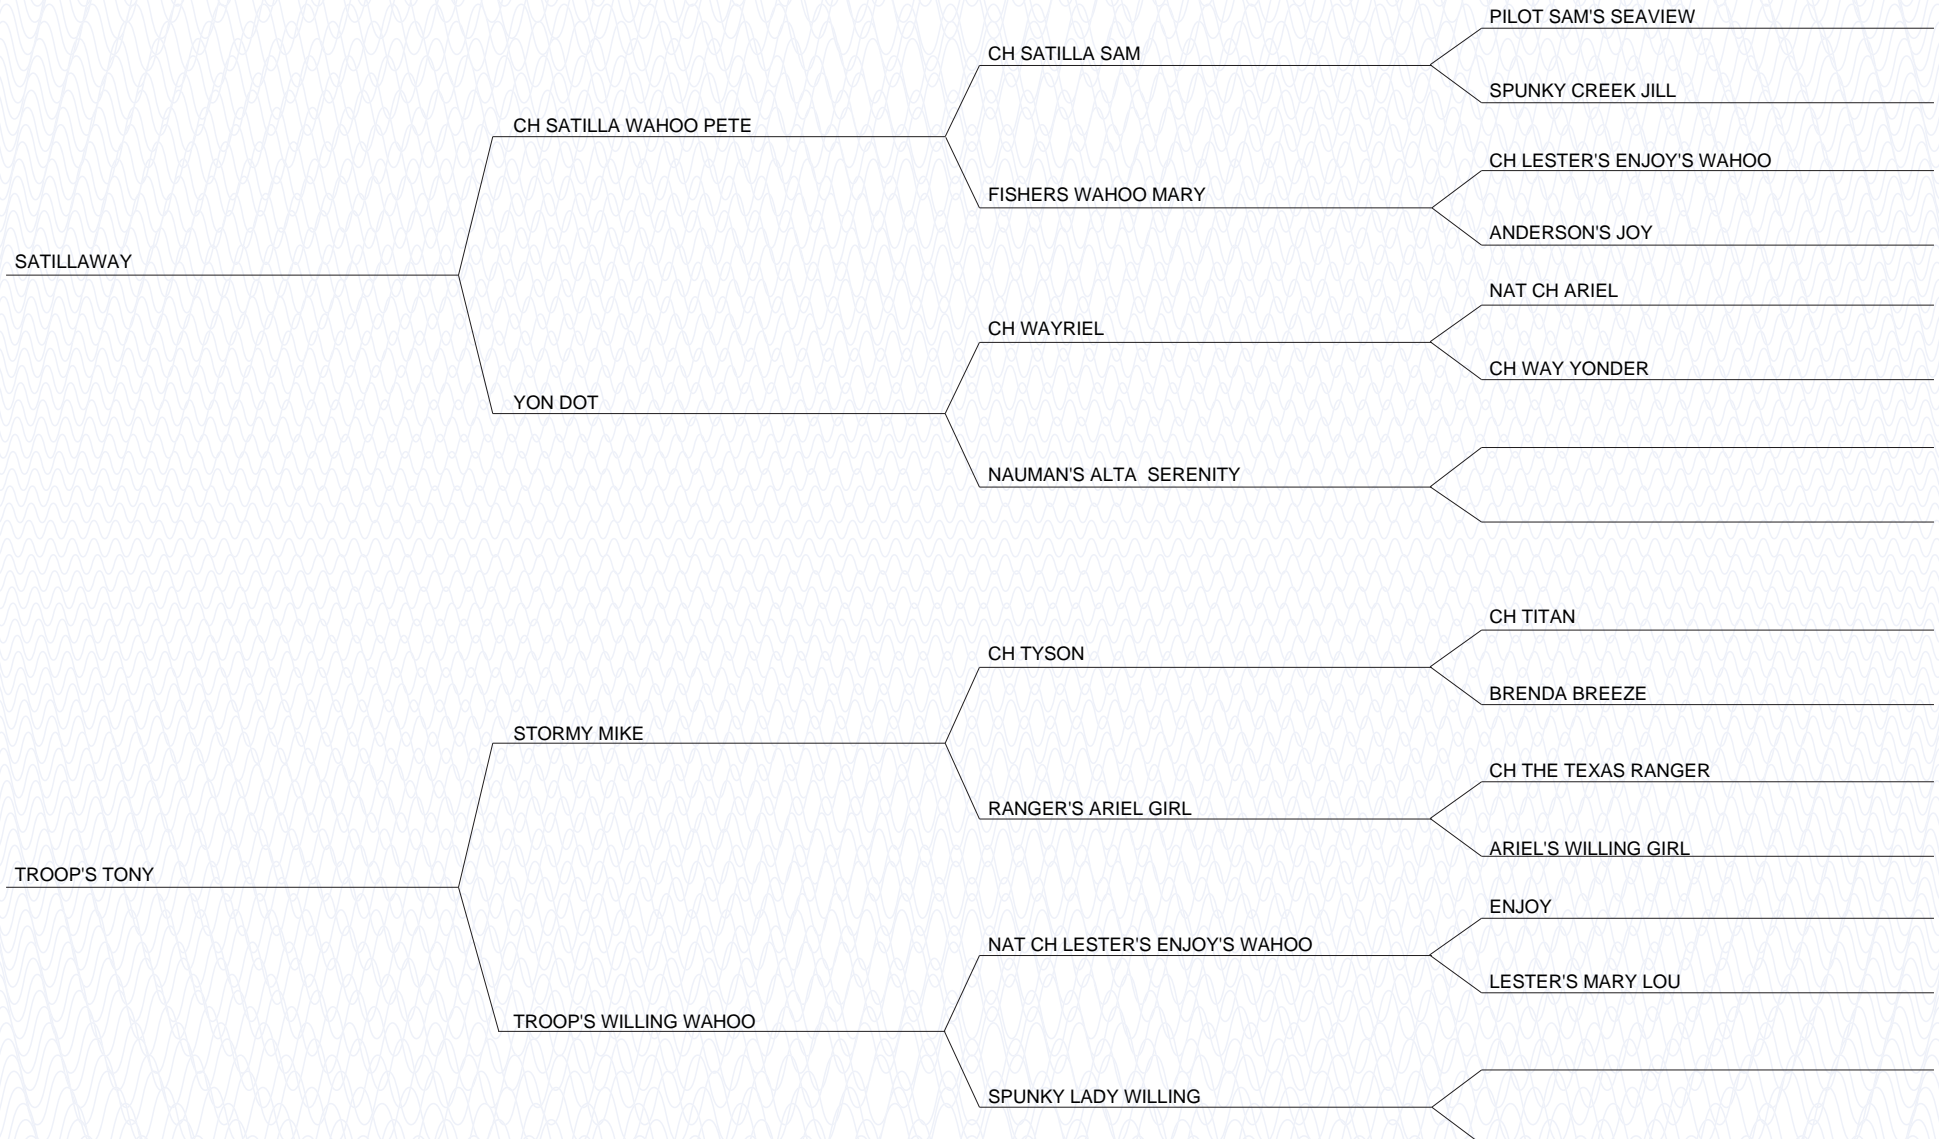 PILOT SAM'S SEAVIEW
CH SATILLA SAM
SPUNKY CREEK JILL
CH SATILLA WAHOO PETE
CH LESTER'S ENJOY'S WAHOO
FISHERS WAHOO MARY
ANDERSON'S JOY
SATILLAWAY
NAT CH ARIEL
CH WAYRIEL
CH WAY YONDER
YON DOT
NAUMAN'S ALTA  SERENITY
CH TITAN
CH TYSON
BRENDA BREEZE
STORMY MIKE
CH THE TEXAS RANGER
RANGER'S ARIEL GIRL
ARIEL'S WILLING GIRL
TROOP'S TONY
ENJOY
NAT CH LESTER'S ENJOY'S WAHOO
LESTER'S MARY LOU
TROOP'S WILLING WAHOO
SPUNKY LADY WILLING